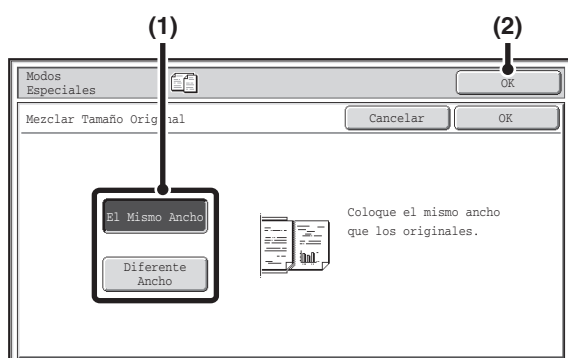 (1) (2)
Modos
Especiales
OK
Mezclar Tamaño Original
Cancelar
OK
El Mismo Ancho
Diferente
Ancho
Coloque el mismo ancho
que los originales.